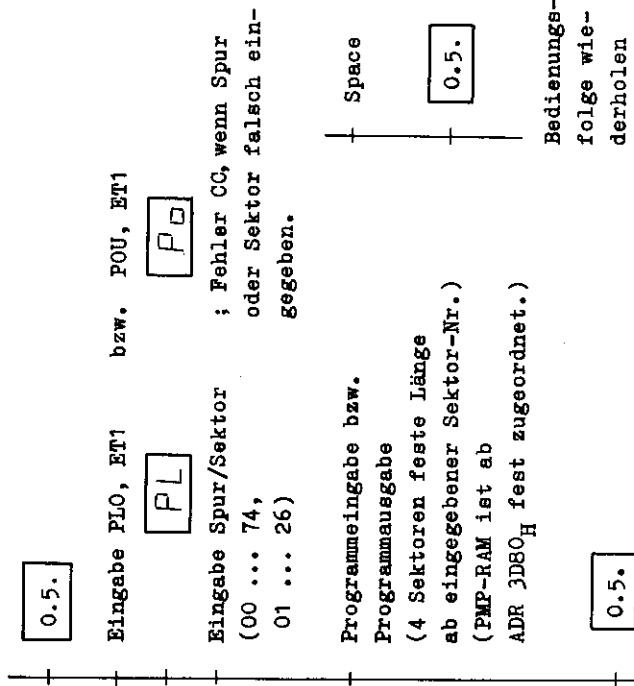 0.5.
Eingabe PLO, ET1 bzw. POU, ET1
PL Po
Eingabe Spur/Sektor ; Fehler CC, wenn Spur
(00 ... 74, oder Sektor falsch ein-
01 ... 26) gegeben.
Programmeingabe bzw.
Programmausgabe
(4 Sektoren feste Länge
ab eingegebener Sektor-Nr.)
(PMP-RAM ist ab
ADR 3D80H fest zugeordnet.)
Space
0.5.
0.5.
Bedienungs-
folge wie-
derholen